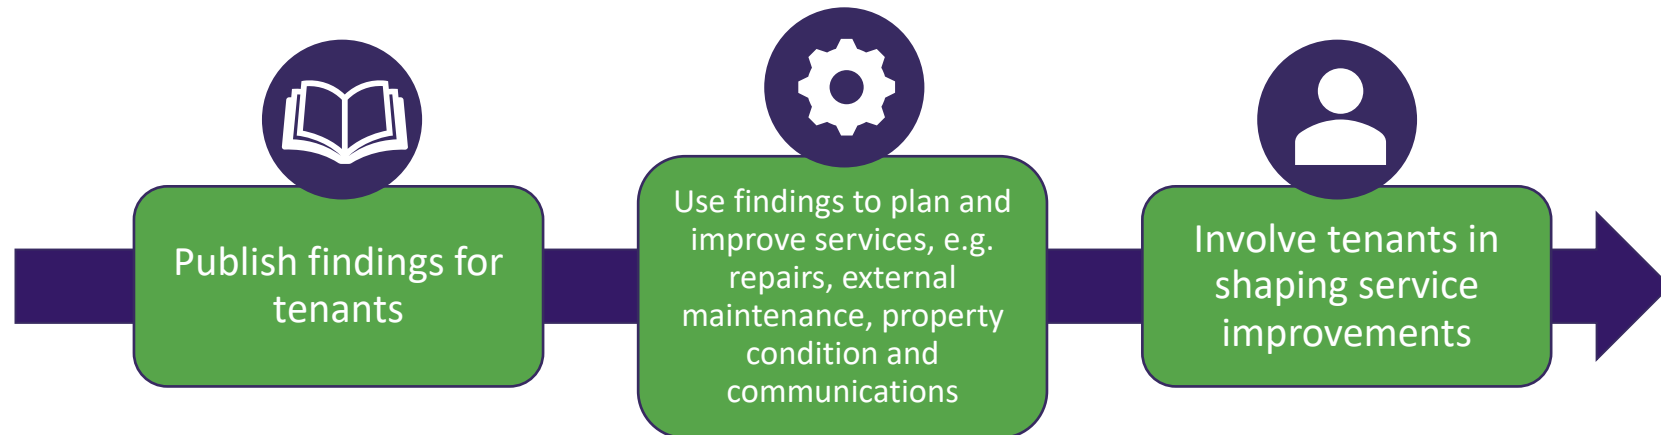 Publish findings for
tenants
Use findings to plan and
improve services, e.g.
repairs, external
maintenance, property
condition and
communications
Involve tenants in
shaping service
improvements